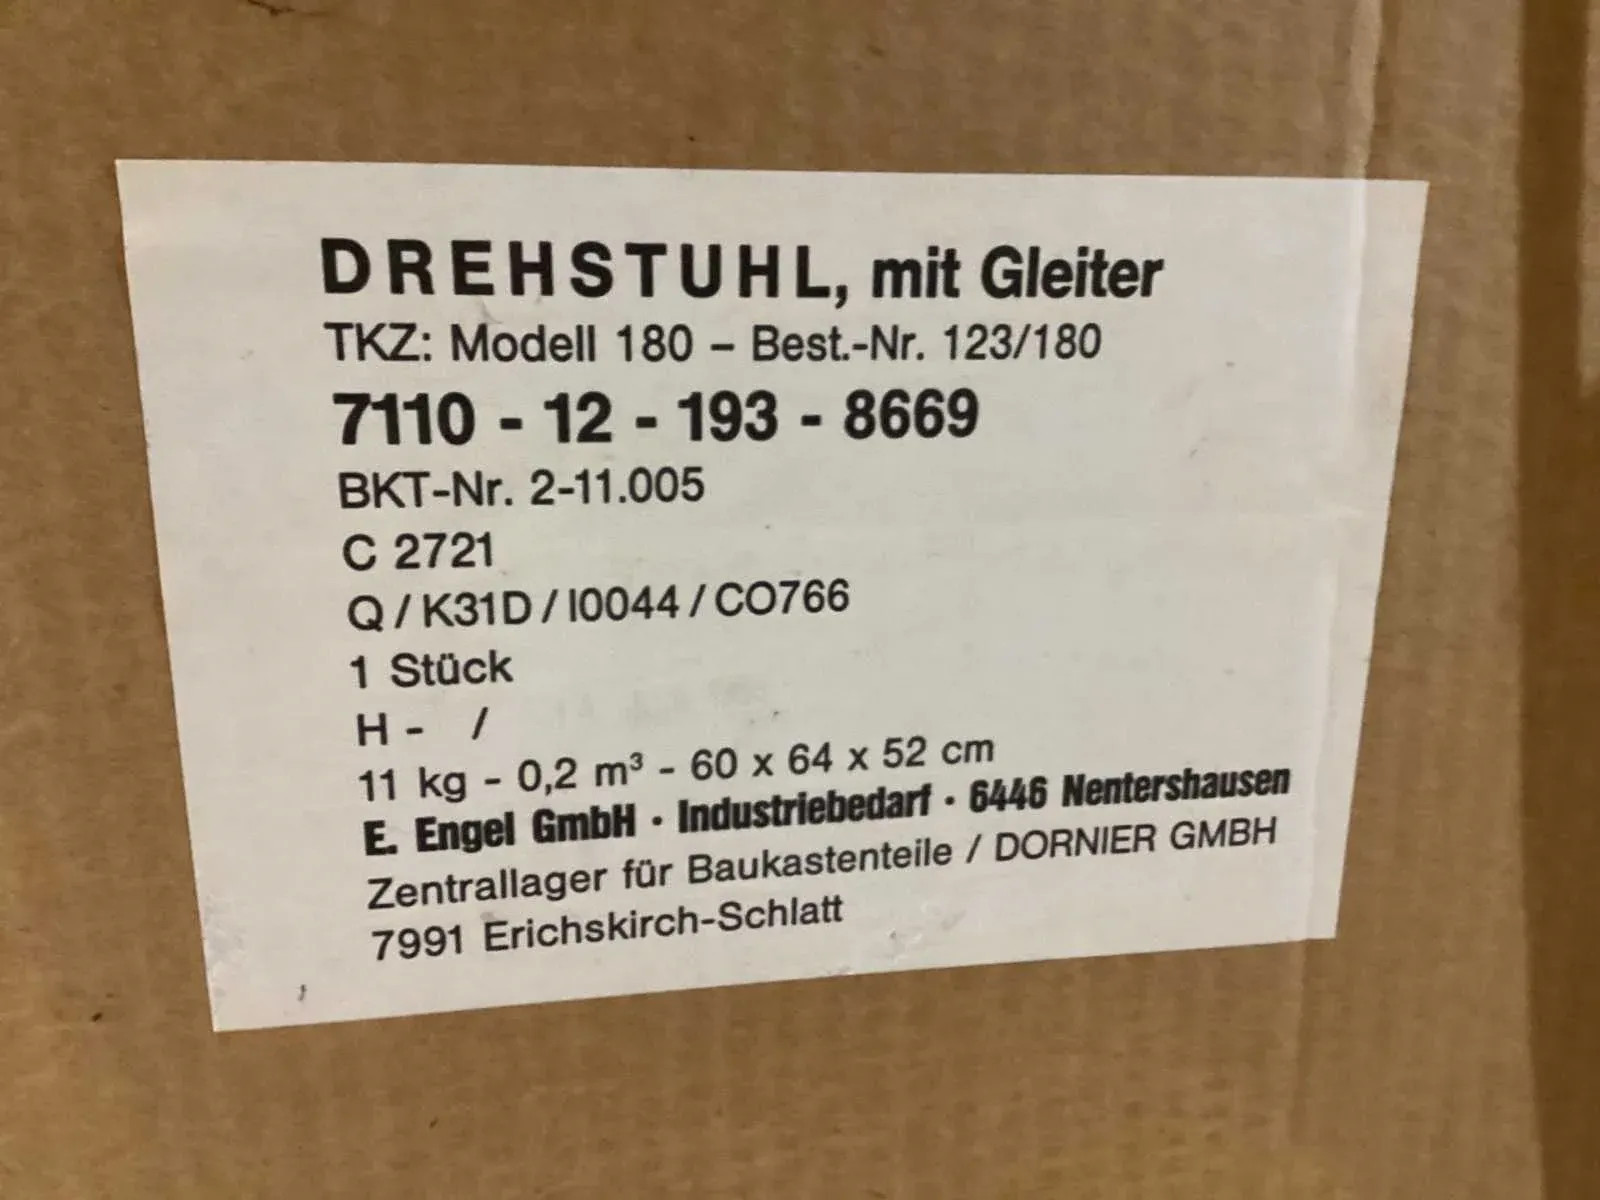 DREHSTUHL, mit Gleiter
TKZ: Modell 180 – Best.-Nr. 123/180
7110 - 12 - 193 - 8669
BKT-Nr. 2-11.005
C 2721
Q / K31D / I0044 / CO766
1 Stück
H - /
11 kg - 0,2 m³ - 60 x 64 x 52 cm
E. Engel GmbH · Industriebedarf · 6446 Nentershausen
Zentrallager für Baukastenteile / DORNIER GMBH
7991 Erichskirch-Schlatt